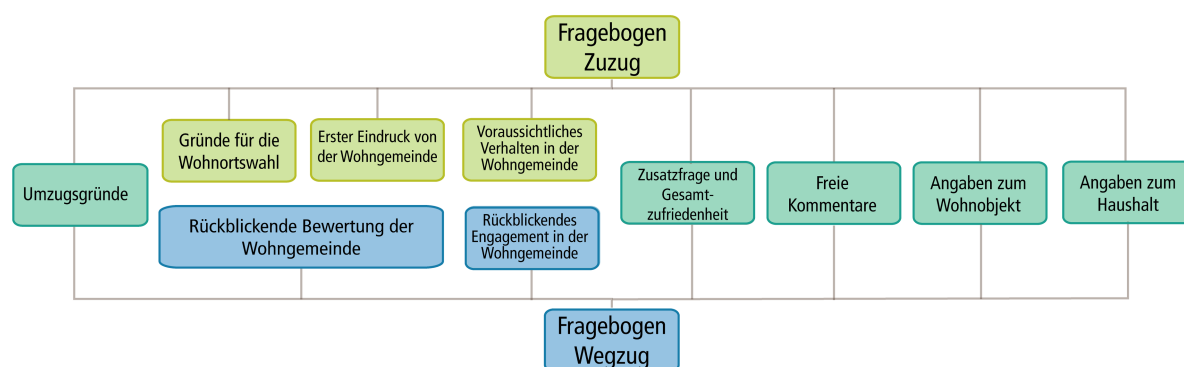 Fragebogen
Zuzug
Umzugsgründe
Gründe für die
Wohnortswahl
Erster Eindruck von
der Wohngemeinde
Voraussichtliches
Verhalten in der
Wohngemeinde
Rückblickende Bewertung der
Wohngemeinde
Rückblickendes
Engagement in der
Wohngemeinde
Zusatzfrage und
Gesamt-
zufriedenheit
Freie
Kommentare
Angaben zum
Wohnobjekt
Angaben zum
Haushalt
Fragebogen
Wegzug